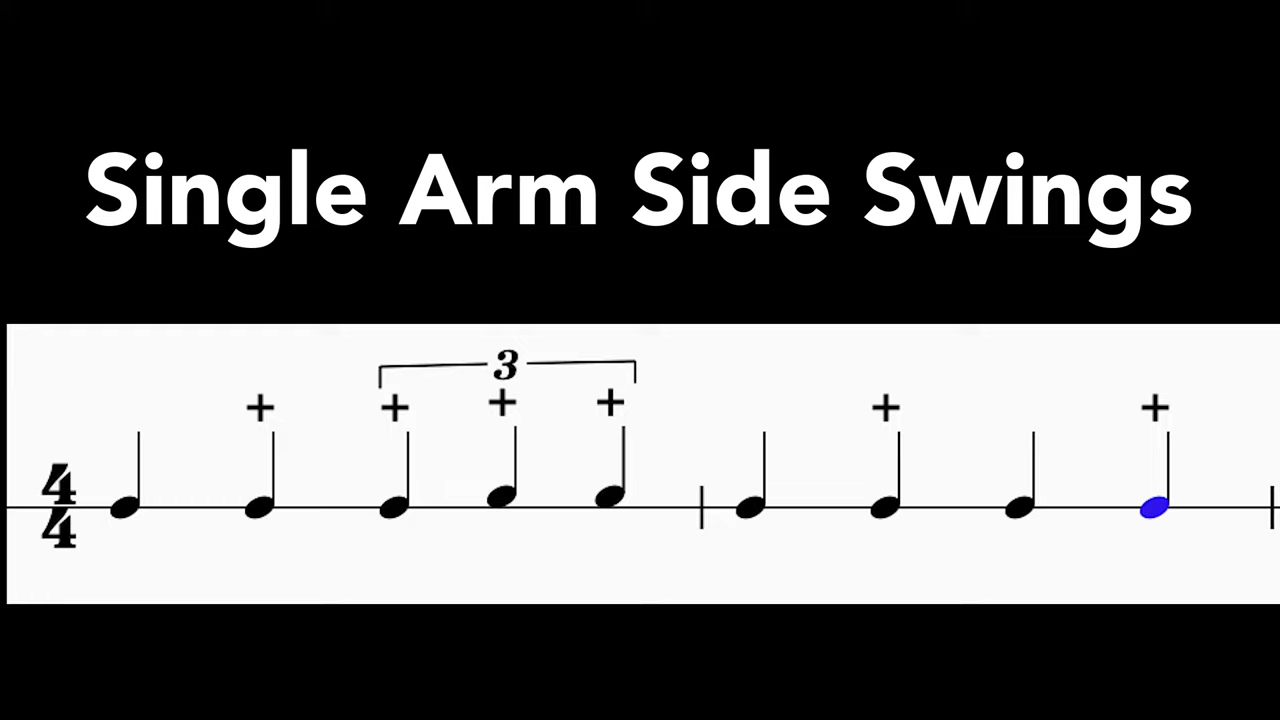 Single Arm Side Swings
3
+ + + + + +
4
4